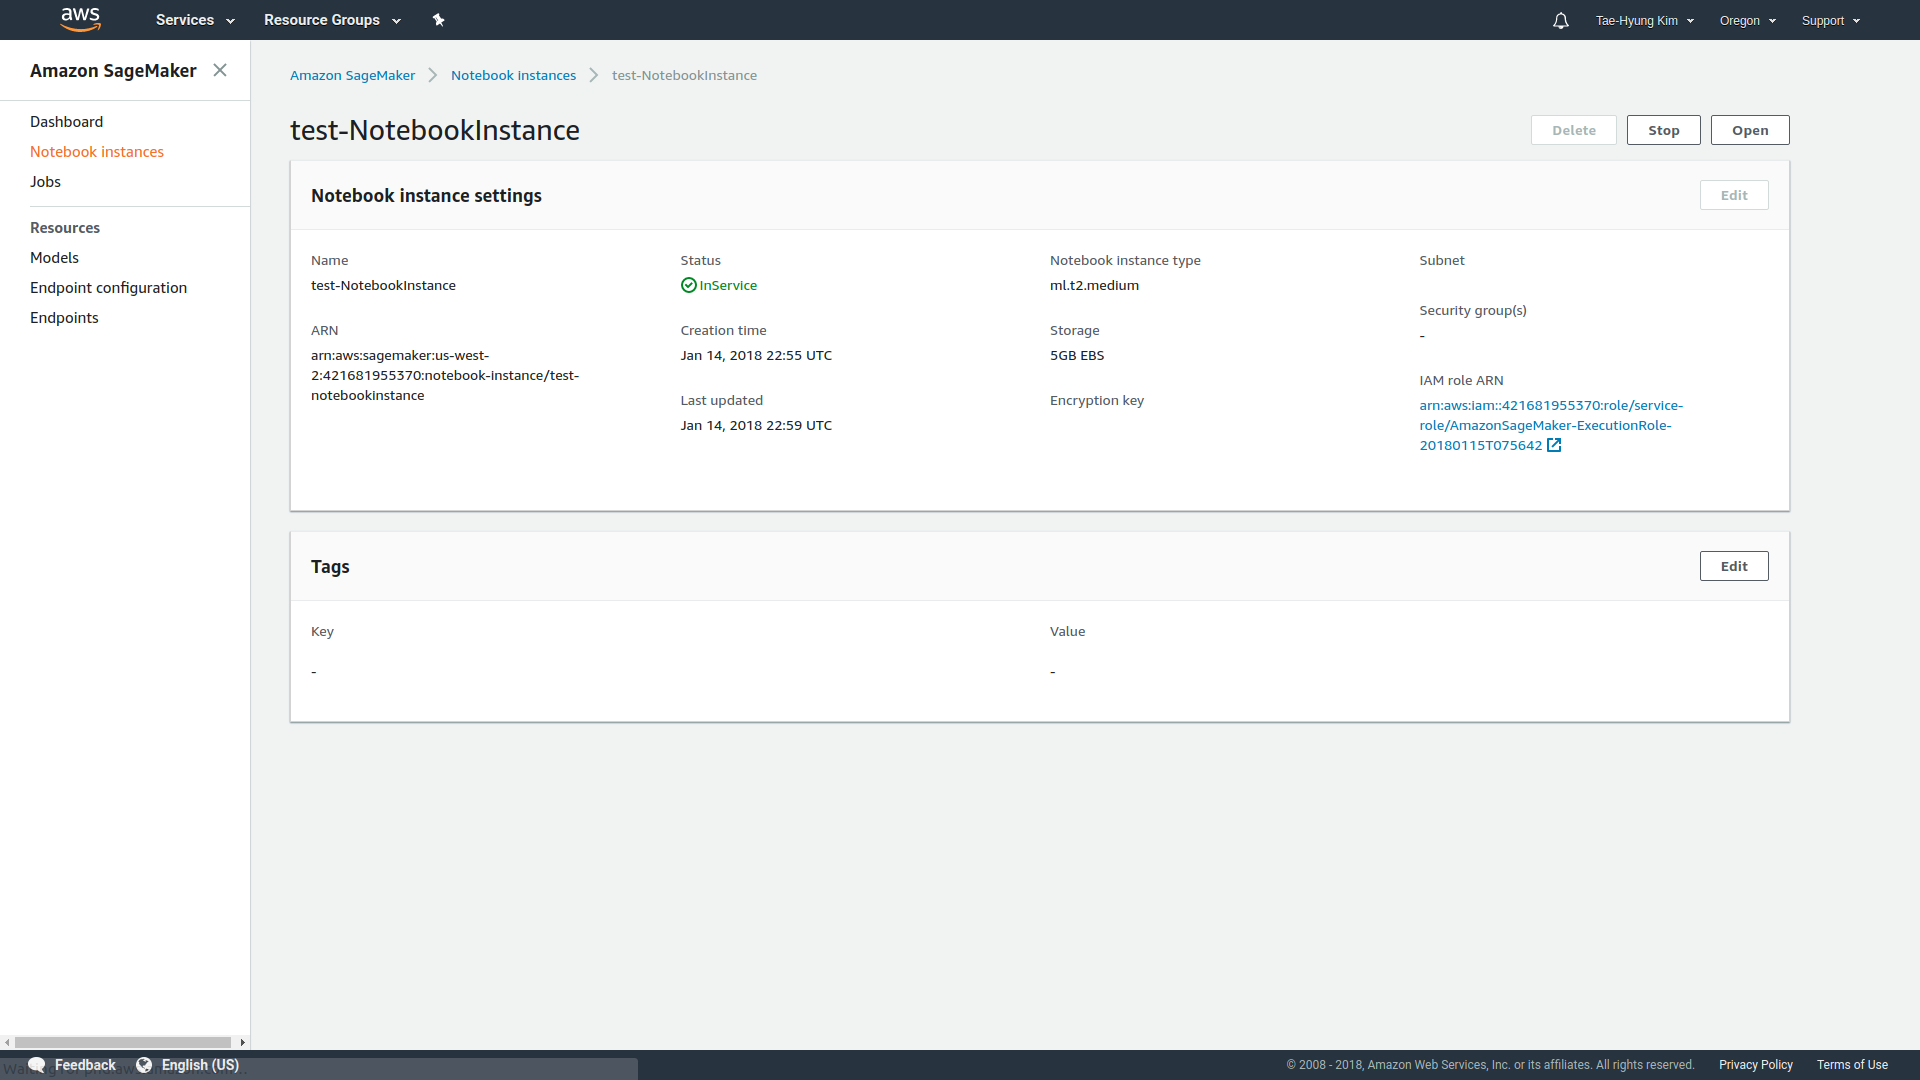 aws Services Resource Groups Tae-Hyung Kim Oregon Support
Amazon SageMaker
Dashboard
Notebook instances
Jobs
Resources
Models
Endpoint configuration
Endpoints
Amazon SageMaker Notebook instances test-NotebookInstance
test-NotebookInstance
Delete Stop Open
Notebook instance settings
Edit
Name
test-NotebookInstance
ARN
arn:aws:sagemaker:us-west-
2:421681955370:notebook-instance/test-
notebookinstance
Status
InService
Creation time
Jan 14, 2018 22:55 UTC
Last updated
Jan 14, 2018 22:59 UTC
Notebook instance type
ml.t2.medium
Storage
5GB EBS
Encryption key
Subnet
Security group(s)
-
IAM role ARN
arn:aws:iam::421681955370:role/service-
role/AmazonSageMaker-ExecutionRole-
20180115T075642
Tags
Edit
Key Value
- -
Feedback English (US)
© 2008 - 2018, Amazon Web Services, Inc. or its affiliates. All rights reserved. Privacy Policy Terms of Use